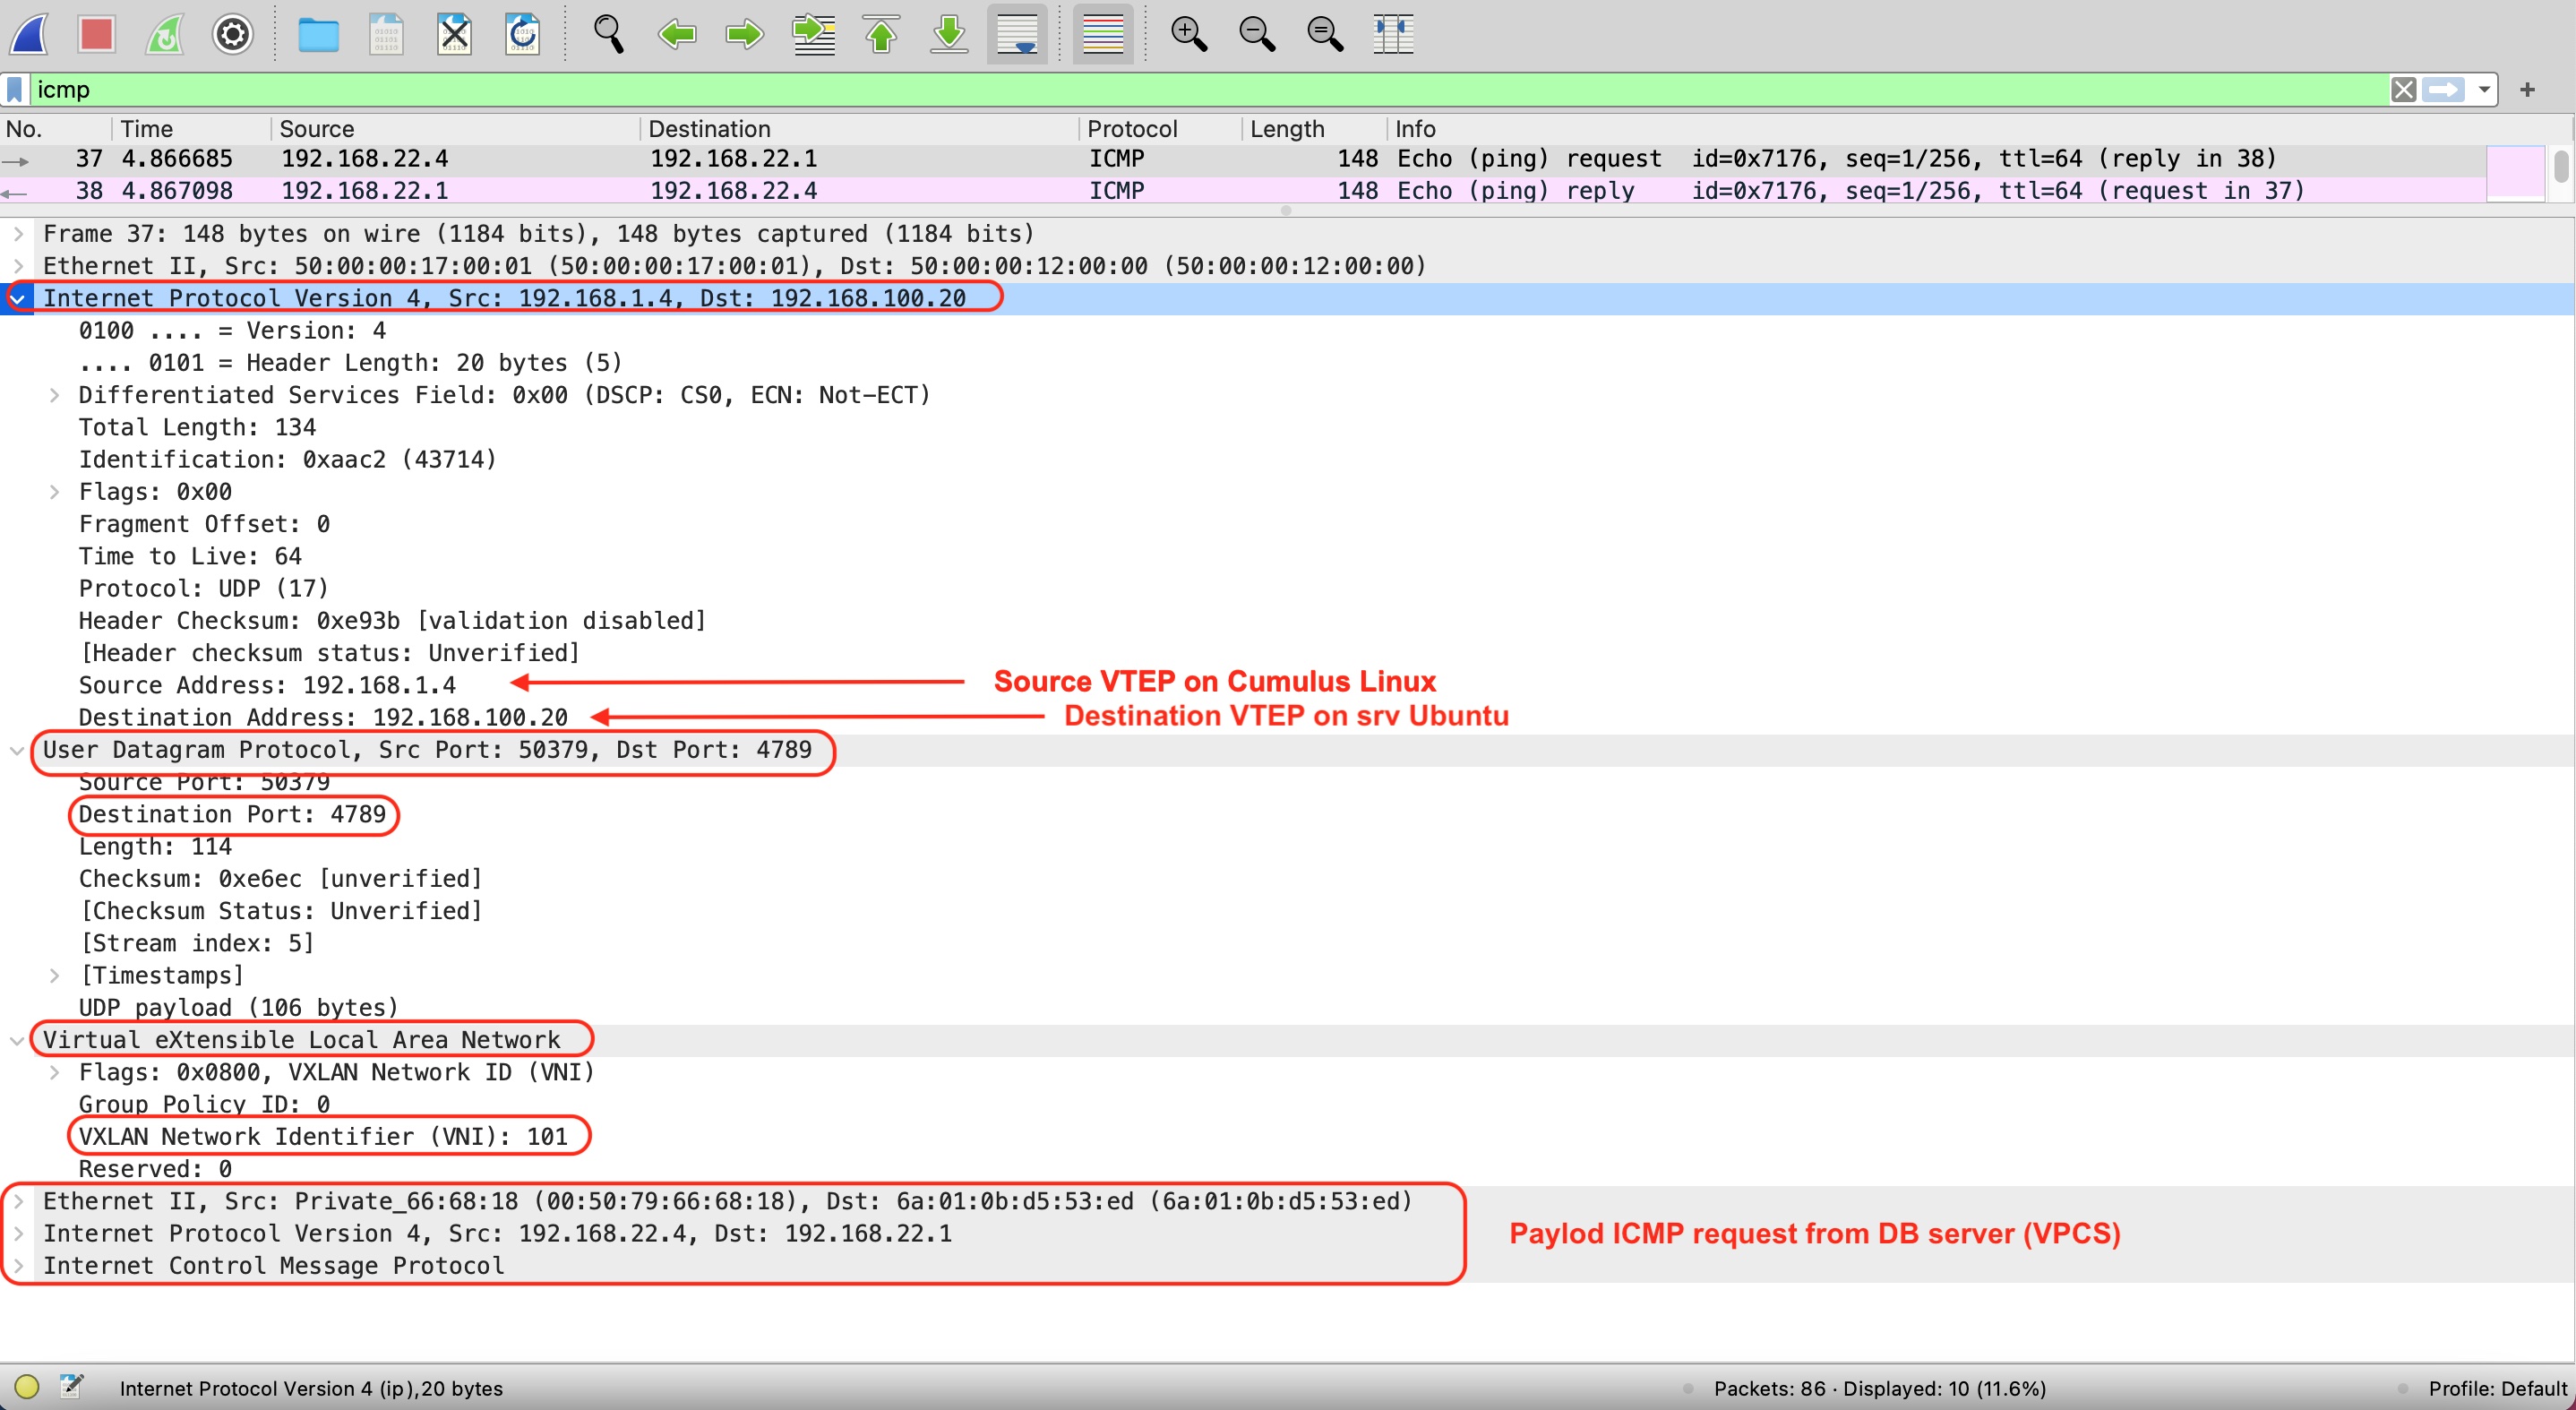 icmp
No. Time Source Destination Protocol Length Info
37 4.866685 192.168.22.4 192.168.22.1 ICMP 148 Echo (ping) request id=0x7176, seq=1/256, ttl=64 (reply in 38)
38 4.867098 192.168.22.1 192.168.22.4 ICMP 148 Echo (ping) reply id=0x7176, seq=1/256, ttl=64 (request in 37)
Frame 37: 148 bytes on wire (1184 bits), 148 bytes captured (1184 bits)
Ethernet II, Src: 50:00:00:17:00:01 (50:00:00:17:00:01), Dst: 50:00:00:12:00:00 (50:00:00:12:00:00)
Internet Protocol Version 4, Src: 192.168.1.4, Dst: 192.168.100.20
0100 .... = Version: 4
.... 0101 = Header Length: 20 bytes (5)
Differentiated Services Field: 0x00 (DSCP: CS0, ECN: Not-ECT)
Total Length: 134
Identification: 0xaac2 (43714)
Flags: 0x00
Fragment Offset: 0
Time to Live: 64
Protocol: UDP (17)
Header Checksum: 0xe93b [validation disabled]
[Header checksum status: Unverified]
Source Address: 192.168.1.4 Source VTEP on Cumulus Linux
Destination Address: 192.168.100.20 Destination VTEP on srv Ubuntu
User Datagram Protocol, Src Port: 50379, Dst Port: 4789
Source Port: 50379
Destination Port: 4789
Length: 114
Checksum: 0xe6ec [unverified]
[Checksum Status: Unverified]
[Stream index: 5]
[Timestamps]
UDP payload (106 bytes)
Virtual eXtensible Local Area Network
Flags: 0x0800, VXLAN Network ID (VNI)
Group Policy ID: 0
VXLAN Network Identifier (VNI): 101
Reserved: 0
Ethernet II, Src: Private_66:68:18 (00:50:79:66:68:18), Dst: 6a:01:0b:d5:53:ed (6a:01:0b:d5:53:ed)
Internet Protocol Version 4, Src: 192.168.22.4, Dst: 192.168.22.1 Paylod ICMP request from DB server (VPCS)
Internet Control Message Protocol
Internet Protocol Version 4 (ip), 20 bytes Packets: 86 · Displayed: 10 (11.6%) Profile: Default